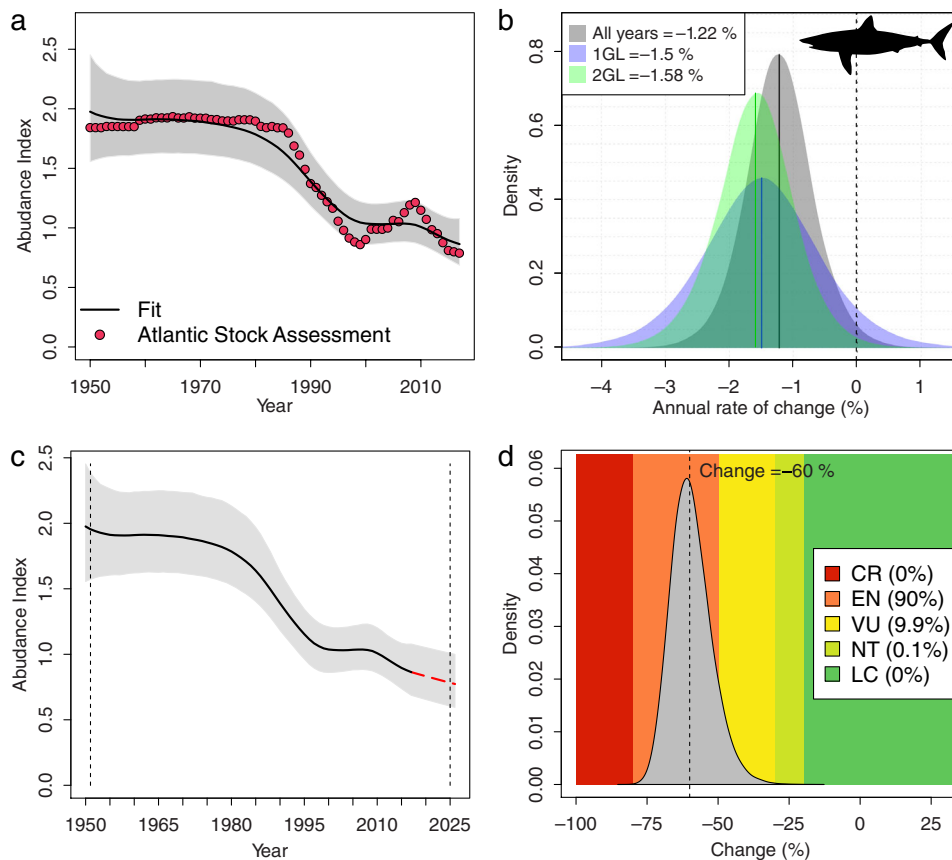 a
2.5
2.0
1.5
1.0
0.5
0.0
Abudance Index
Fit
Atlantic Stock Assessment
1950 1970 1990 2010
Year
b
All years =−1.22 %
1GL=−1.5 %
2GL=−1.58 %
0.8
0.6
0.4
0.2
0.0
Density
−4 −3 −2 −1 0 1
Annual rate of change (%)
c
2.5
2.0
1.5
1.0
0.5
0.0
Abudance Index
1950 1965 1980 1995 2010 2025
Year
d
Change =−60 %
0.06
0.05
0.04
0.03
0.02
0.01
0.00
Density
CR (0%)
EN (90%)
VU (9.9%)
NT (0.1%)
LC (0%)
−100 −75 −50 −25 0 25
Change (%)